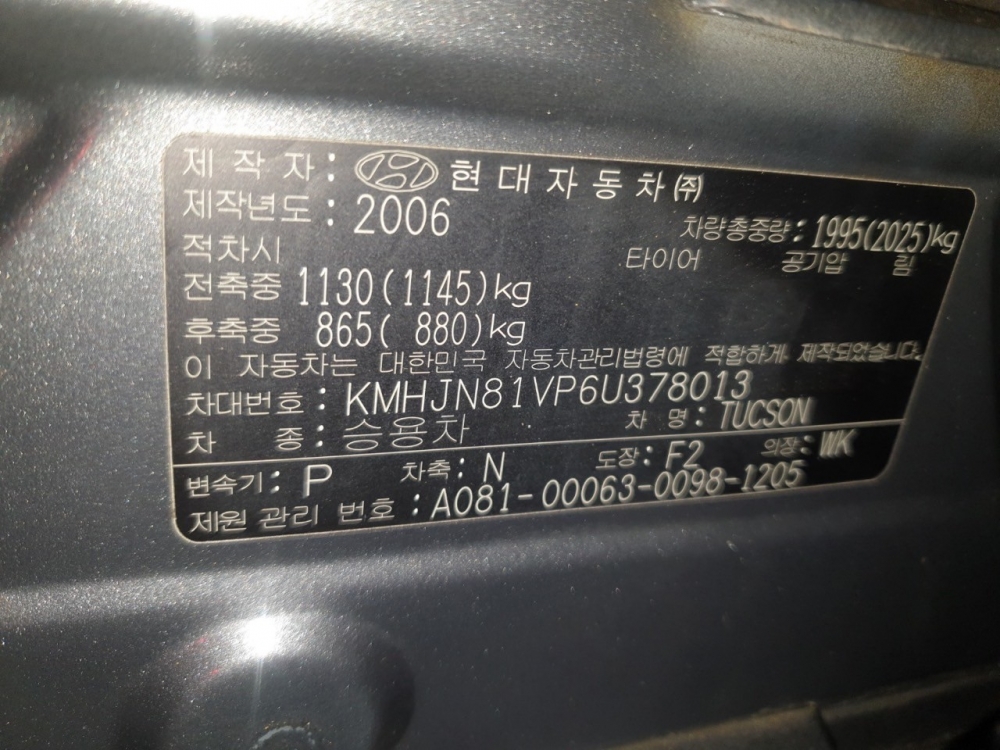 제 작 자 : 현 대 자 동 차 ㈜
제작년도 : 2006 차량총중량 : 1995(2025)kg
적차시 타이어 공기압 림
전축중 1130(1145)kg
후축중 865( 880)kg
이 자동차는 대한민국 자동차관리법령에 적합하게 제작되었습니다.
차대번호 : KMHJN81VP6U378013
차 종 : 승용차 차 명 : TUCSON
변속기 : P 차축 : N 도장 : F2 의장 : WK
제원 관리 번호 : A081-00063-0098-1205